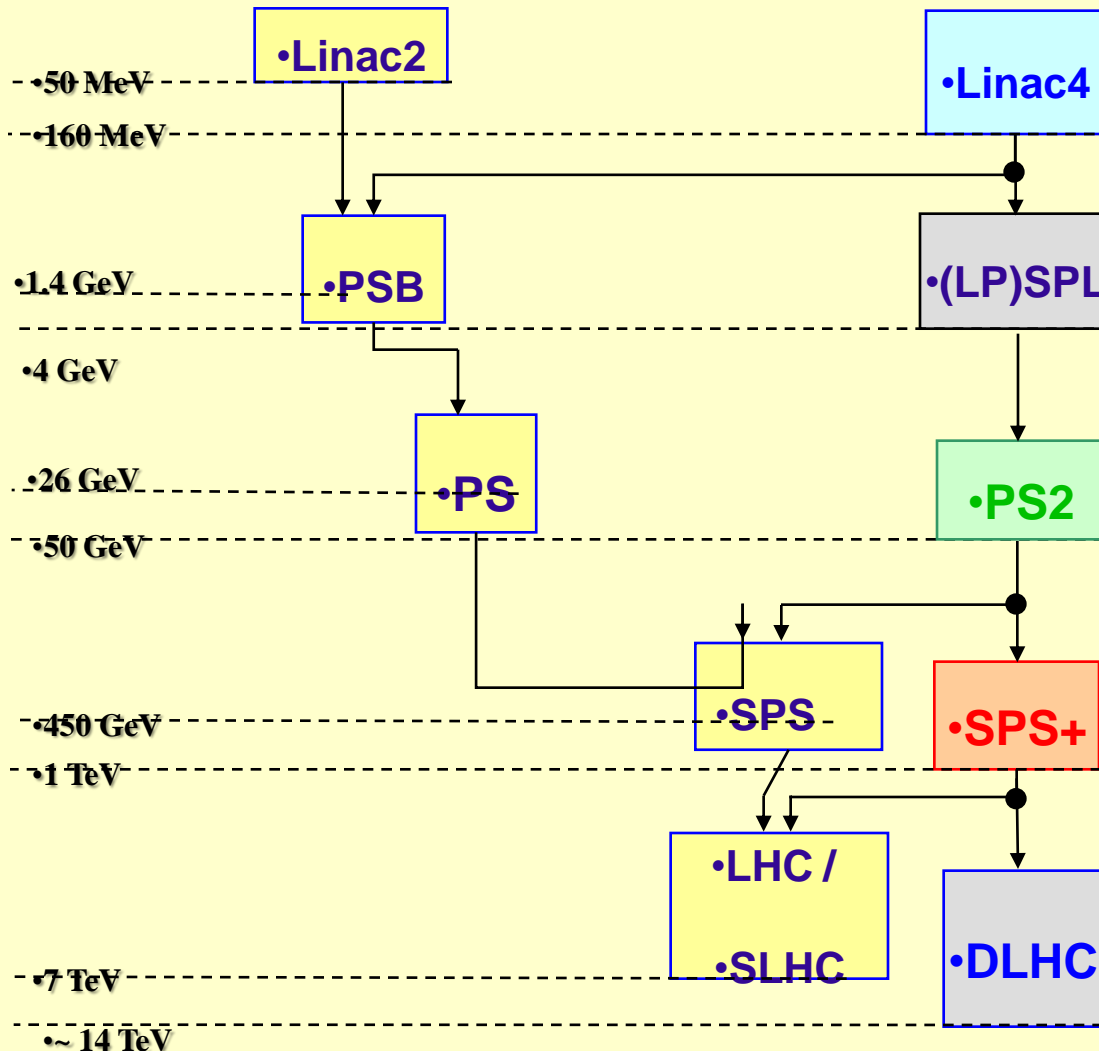 •Linac2
•Linac4
•50 MeV
•160 MeV
•1.4 GeV
•PSB
•(LP)SPL
•4 GeV
•26 GeV
•PS
•PS2
•50 GeV
•450 GeV
•SPS
•SPS+
•1 TeV
•LHC /
•SLHC
•DLHC
•7 TeV
•~ 14 TeV